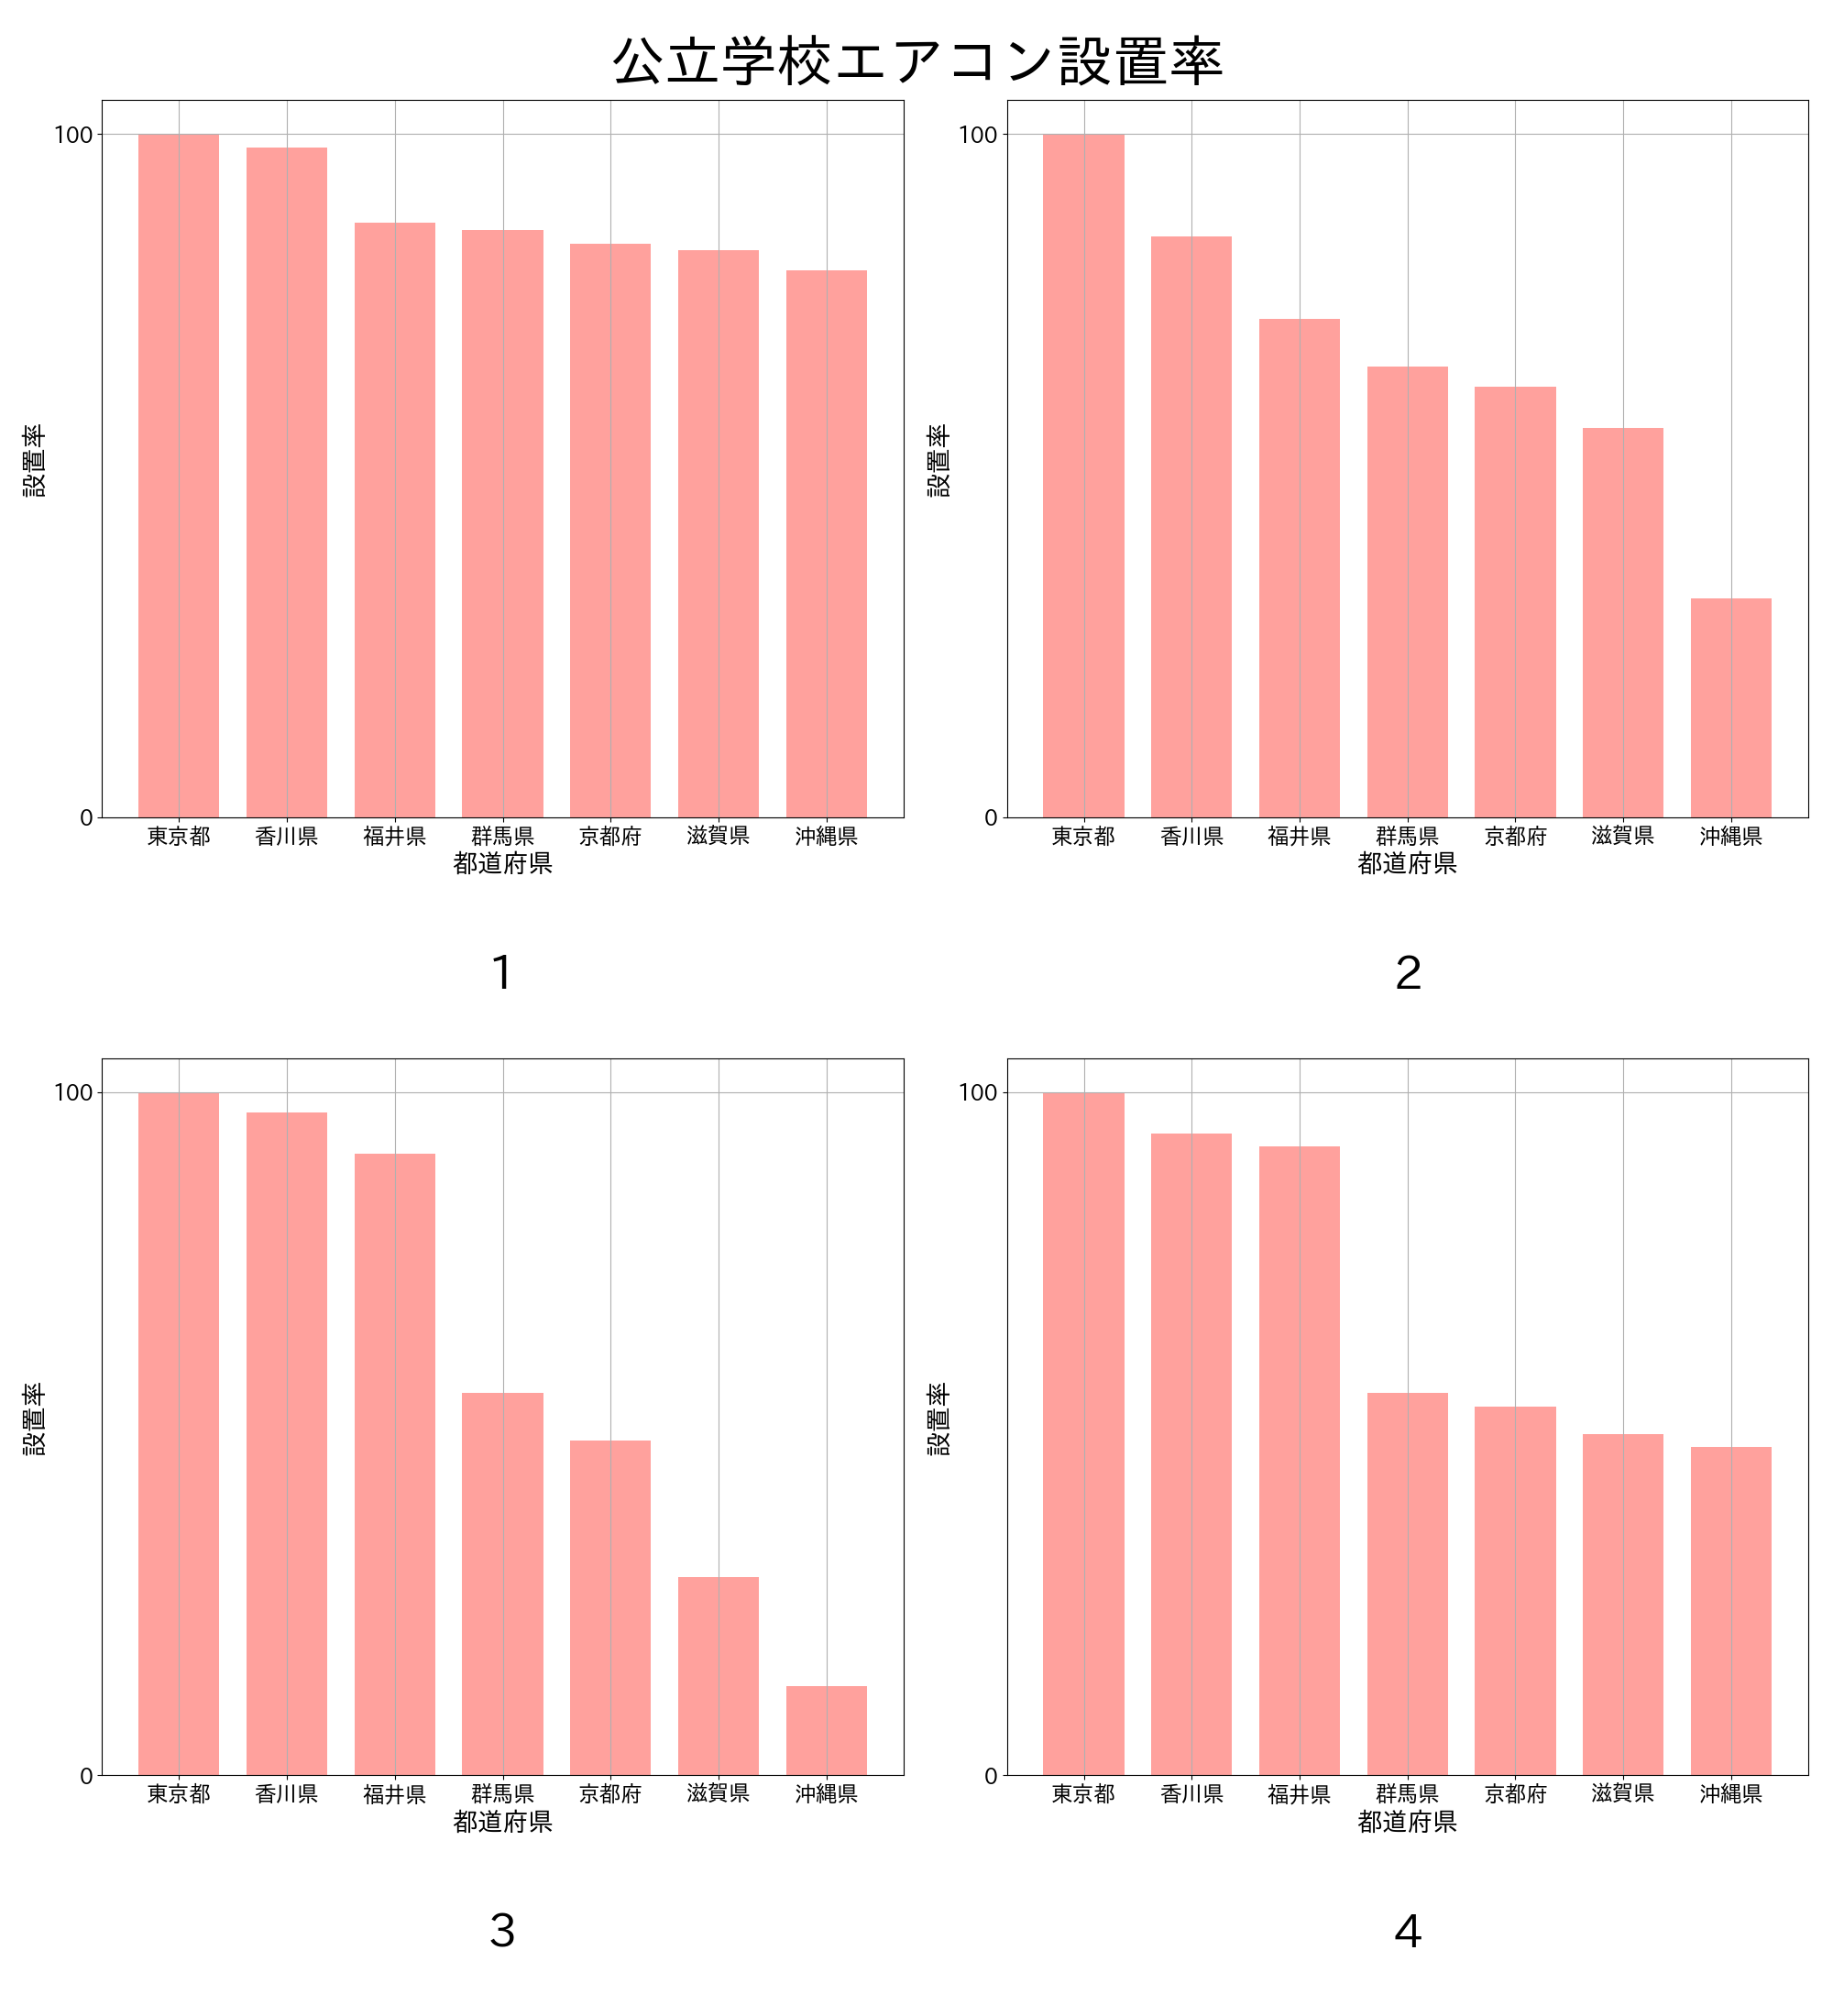 公立学校エアコン設置率
100
0
設置率
東京都 香川県 福井県 群馬県 京都府 滋賀県 沖縄県
都道府県
1
100
0
設置率
東京都 香川県 福井県 群馬県 京都府 滋賀県 沖縄県
都道府県
2
100
0
設置率
東京都 香川県 福井県 群馬県 京都府 滋賀県 沖縄県
都道府県
3
100
0
設置率
東京都 香川県 福井県 群馬県 京都府 滋賀県 沖縄県
都道府県
4